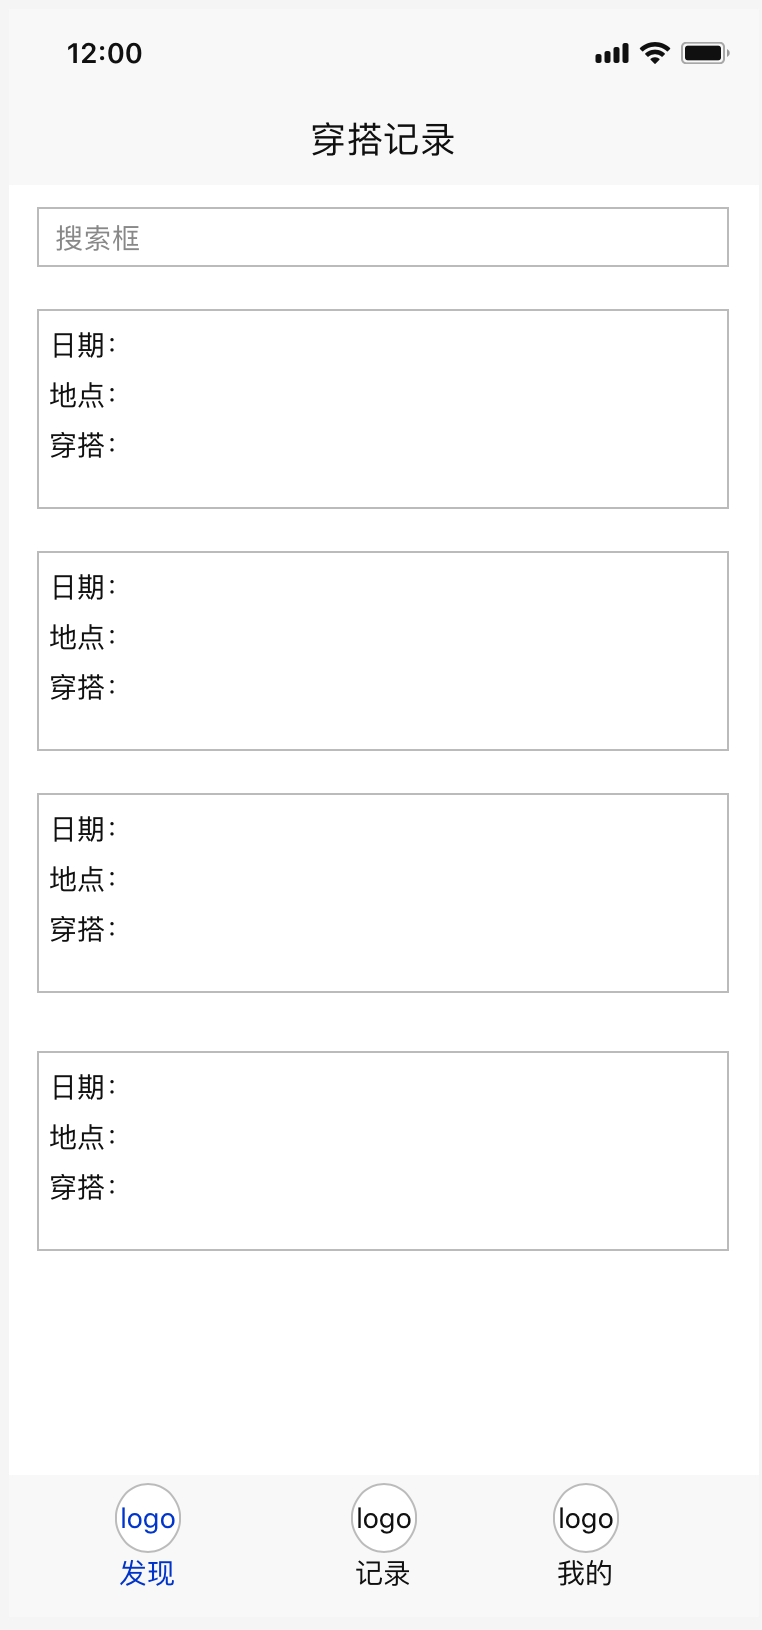 12:00
穿搭记录
搜索框
日期：
地点：
穿搭：
日期：
地点：
穿搭：
日期：
地点：
穿搭：
日期：
地点：
穿搭：
logo logo logo
发现 记录 我的